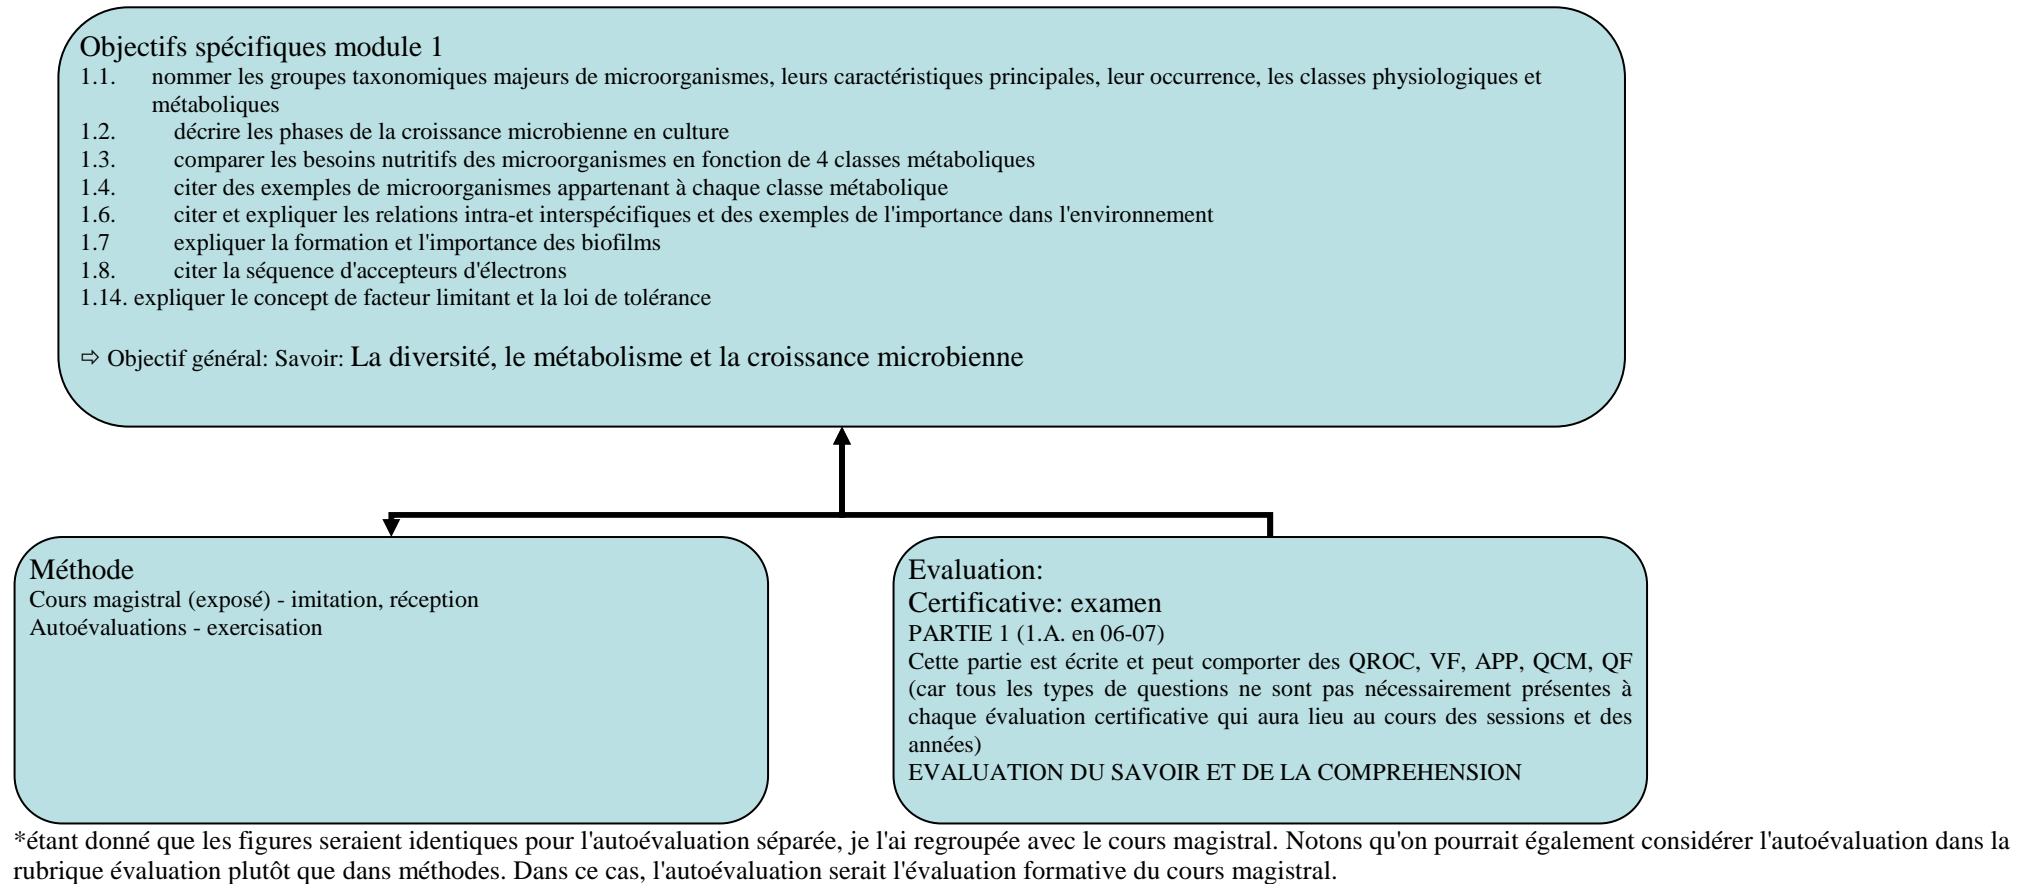 Objectifs spécifiques module 1
1.1. nommer les groupes taxonomiques majeurs de microorganismes, leurs caractéristiques principales, leur occurrence, les classes physiologiques et
métaboliques
1.2. décrire les phases de la croissance microbienne en culture
1.3. comparer les besoins nutritifs des microorganismes en fonction de 4 classes métaboliques
1.4. citer des exemples de microorganismes appartenant à chaque classe métabolique
1.6. citer et expliquer les relations intra-et interspécifiques et des exemples de l'importance dans l'environnement
1.7 expliquer la formation et l'importance des biofilms
1.8. citer la séquence d'accepteurs d'électrons
1.14. expliquer le concept de facteur limitant et la loi de tolérance
⇨ Objectif général: Savoir: La diversité, le métabolisme et la croissance microbienne
Méthode
Cours magistral (exposé) - imitation, réception
Autoévaluations - exercisation
Evaluation:
Certificative: examen
PARTIE 1 (1.A. en 06-07)
Cette partie est écrite et peut comporter des QROC, VF, APP, QCM, QF
(car tous les types de questions ne sont pas nécessairement présentes à
chaque évaluation certificative qui aura lieu au cours des sessions et des
années)
EVALUATION DU SAVOIR ET DE LA COMPREHENSION
*étant donné que les figures seraient identiques pour l'autoévaluation séparée, je l'ai regroupée avec le cours magistral. Notons qu'on pourrait également considérer l'autoévaluation dans la
rubrique évaluation plutôt que dans méthodes. Dans ce cas, l'autoévaluation serait l'évaluation formative du cours magistral.